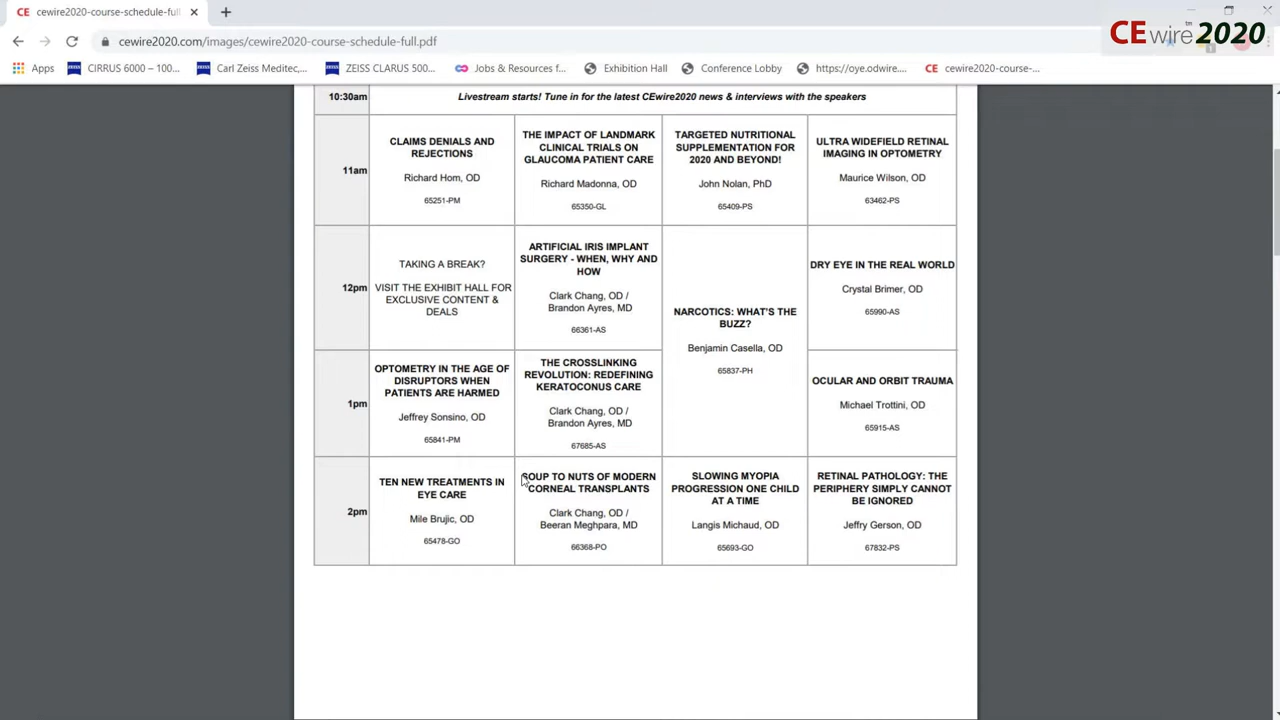 cewire2020-course-schedule-full
cewire2020.com/images/cewire2020-course-schedule-full.pdf
CEwire™2020
Apps
CIRRUS 6000 – 100...
Carl Zeiss Meditec,...
ZEISS CLARUS 500...
Jobs & Resources f...
Exhibition Hall
Conference Lobby
https://oye.odwire....
cewire2020-course-...
10:30am
Livestream starts! Tune in for the latest CEwire2020 news & interviews with the speakers
11am
CLAIMS DENIALS AND
REJECTIONS
Richard Hom, OD
65251-PM
THE IMPACT OF LANDMARK
CLINICAL TRIALS ON
GLAUCOMA PATIENT CARE
Richard Madonna, OD
65350-GL
TARGETED NUTRITIONAL
SUPPLEMENTATION FOR
2020 AND BEYOND!
John Nolan, PhD
65409-PS
ULTRA WIDEFIELD RETINAL
IMAGING IN OPTOMETRY
Maurice Wilson, OD
63462-PS
12pm
TAKING A BREAK?
VISIT THE EXHIBIT HALL FOR
EXCLUSIVE CONTENT &
DEALS
ARTIFICIAL IRIS IMPLANT
SURGERY - WHEN, WHY AND
HOW
Clark Chang, OD /
Brandon Ayres, MD
66361-AS
NARCOTICS: WHAT'S THE
BUZZ?
Benjamin Casella, OD
65837-PH
DRY EYE IN THE REAL WORLD
Crystal Brimer, OD
65990-AS
1pm
OPTOMETRY IN THE AGE OF
DISRUPTORS WHEN
PATIENTS ARE HARMED
Jeffrey Sonsino, OD
65841-PM
THE CROSSLINKING
REVOLUTION: REDEFINING
KERATOCONUS CARE
Clark Chang, OD /
Brandon Ayres, MD
67685-AS
OCULAR AND ORBIT TRAUMA
Michael Trottini, OD
65915-AS
2pm
TEN NEW TREATMENTS IN
EYE CARE
Mile Brujic, OD
65478-GO
SOUP TO NUTS OF MODERN
CORNEAL TRANSPLANTS
Clark Chang, OD /
Beeran Meghpara, MD
66368-PO
SLOWING MYOPIA
PROGRESSION ONE CHILD
AT A TIME
Langis Michaud, OD
65693-GO
RETINAL PATHOLOGY: THE
PERIPHERY SIMPLY CANNOT
BE IGNORED
Jeffry Gerson, OD
67832-PS